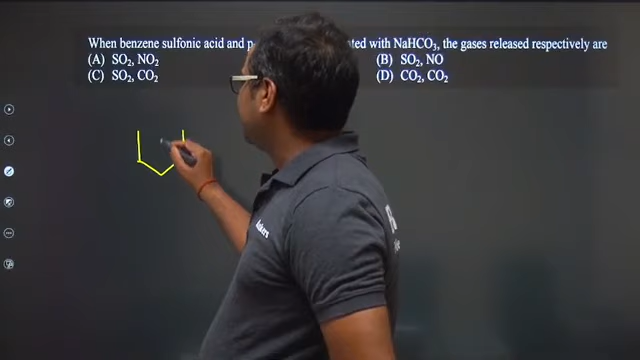 When benzene sulfonic acid and p ted with NaHCO₃, the gases released respectively are
(A) SO₂, NO₂ (B) SO₂, NO
(C) SO₂, CO₂ (D) CO₂, CO₂